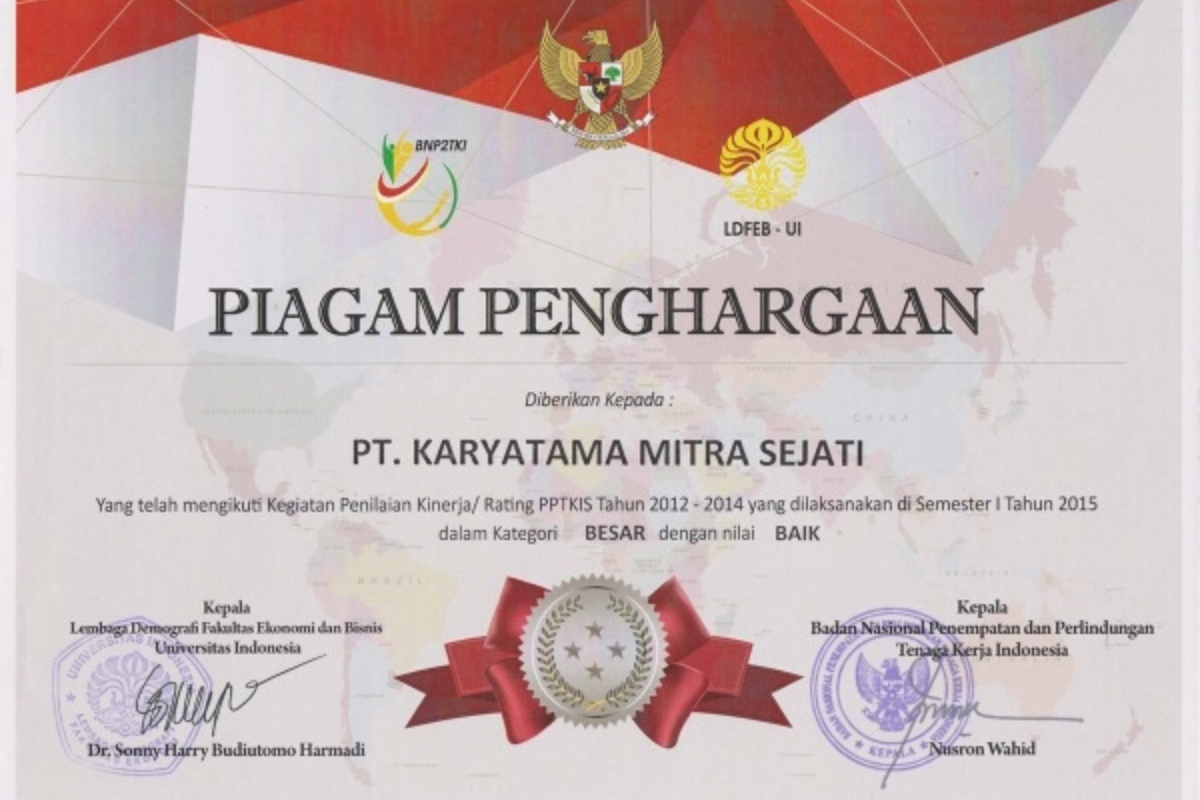 BNP2TKI
LDFEB - UI
PIAGAM PENGHARGAAN
Diberikan Kepada :
PT. KARYATAMA MITRA SEJATI
Yang telah mengikuti Kegiatan Penilaian Kinerja/ Rating PPTKIS Tahun 2012 - 2014 yang dilaksanakan di Semester I Tahun 2015
dalam Kategori BESAR dengan nilai BAIK
CHINA
BRAZIL
Kepala
Lembaga Demografi Fakultas Ekonomi dan Bisnis
Universitas Indonesia
Dr. Sonny Harry Budiutomo Harmadi
Kepala
Badan Nasional Penempatan dan Perlindungan
Tenaga Kerja Indonesia
Nusron Wahid
KEPALA